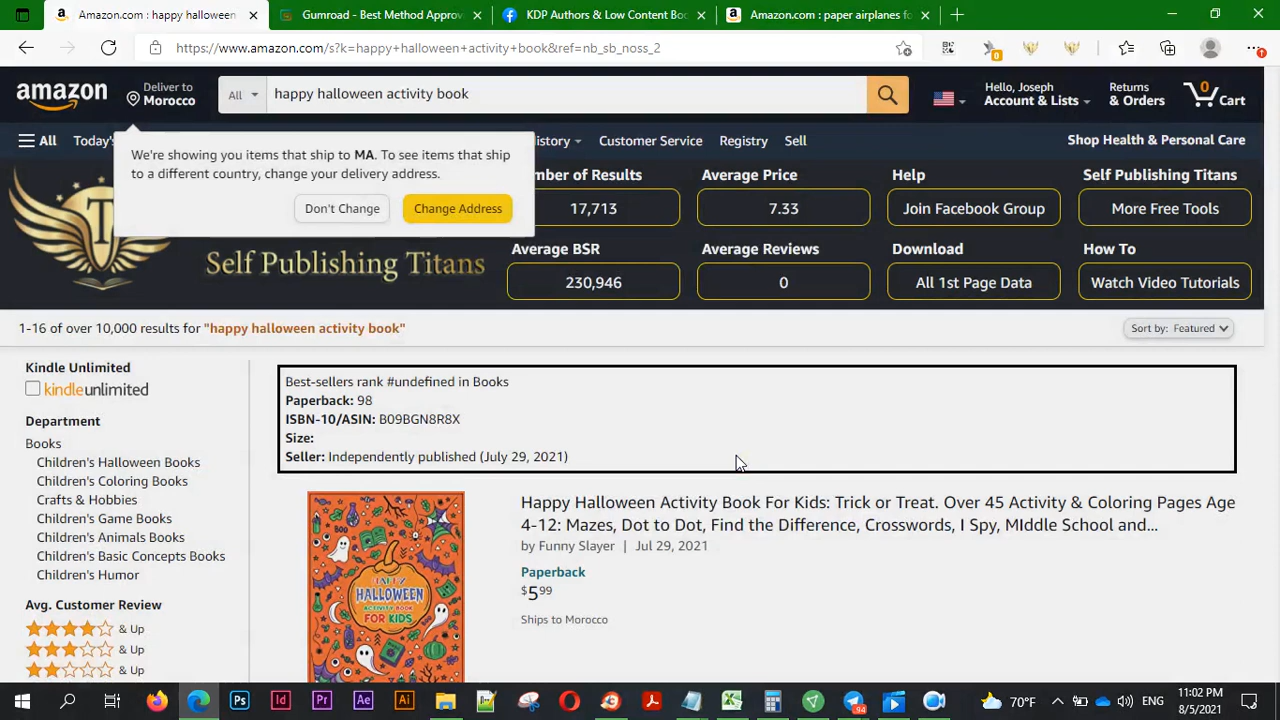 Amazon.com : happy halloween
Gumroad - Best Method Approv
KDP Authors & Low Content Boo
Amazon.com : paper airplanes fo
https://www.amazon.com/s?k=happy+halloween+activity+book&ref=nb_sb_noss_2
0
amazon
Deliver to
Morocco
All
happy halloween activity book
Hello, Joseph
Account & Lists
Returns
& Orders
0
Cart
All
Today's
History
Customer Service
Registry
Sell
Shop Health & Personal Care
We're showing you items that ship to MA. To see items that ship
to a different country, change your delivery address.
Don't Change
Change Address
Self Publishing Titans
mber of Results
17,713
Average Price
7.33
Help
Join Facebook Group
Self Publishing Titans
More Free Tools
Average BSR
230,946
Average Reviews
0
Download
All 1st Page Data
How To
Watch Video Tutorials
1-16 of over 10,000 results for "happy halloween activity book"
Sort by: Featured
Kindle Unlimited
kindleunlimited
Department
Books
Children's Halloween Books
Children's Coloring Books
Crafts & Hobbies
Children's Game Books
Children's Animals Books
Children's Basic Concepts Books
Children's Humor
Avg. Customer Review
& Up
& Up
& Up
Best-sellers rank #undefined in Books
Paperback: 98
ISBN-10/ASIN: B09BGN8R8X
Size:
Seller: Independently published (July 29, 2021)
HAPPY
HALLOWEEN
ACTIVITY BOOK
FOR KIDS
Happy Halloween Activity Book For Kids: Trick or Treat. Over 45 Activity & Coloring Pages Age
4-12: Mazes, Dot to Dot, Find the Difference, Crosswords, I Spy, MIddle School and...
by Funny Slayer | Jul 29, 2021
Paperback
$5 99
Ships to Morocco
Ps
Id
Pr
Ae
Ai
94
70°F
ENG
11:02 PM
8/5/2021